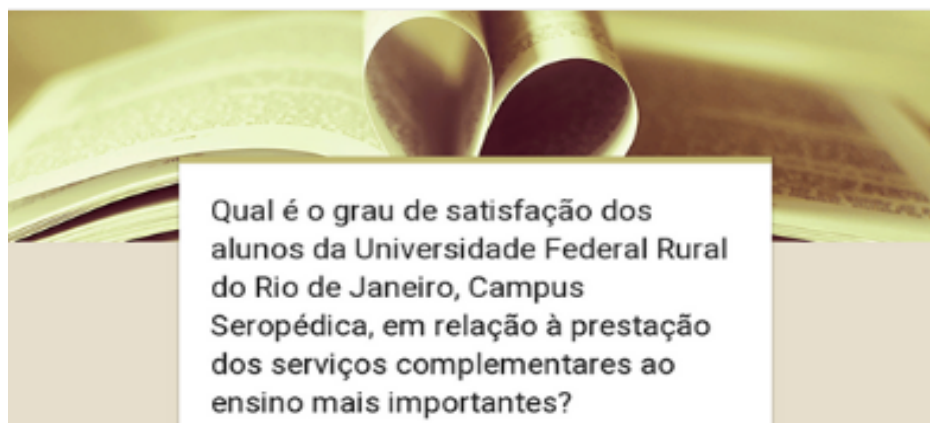 Qual é o grau de satisfação dos
alunos da Universidade Federal Rural
do Rio de Janeiro, Campus
Seropédica, em relação à prestação
dos serviços complementares ao
ensino mais importantes?